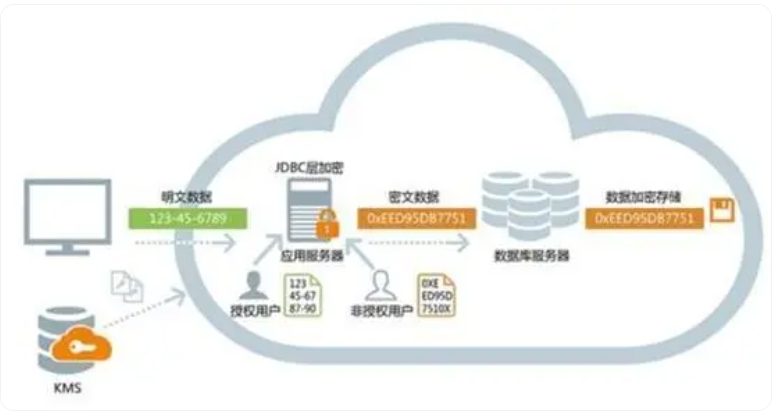 JDBC层加密
明文数据
123-45-6789
密文数据
0xEED95DB7751
数据加密存储
0xEED95DB7751
1
应用服务器
数据库服务器
授权用户
123
45-67
87-90
非授权用户
0XE
ED95D
7510X
KMS